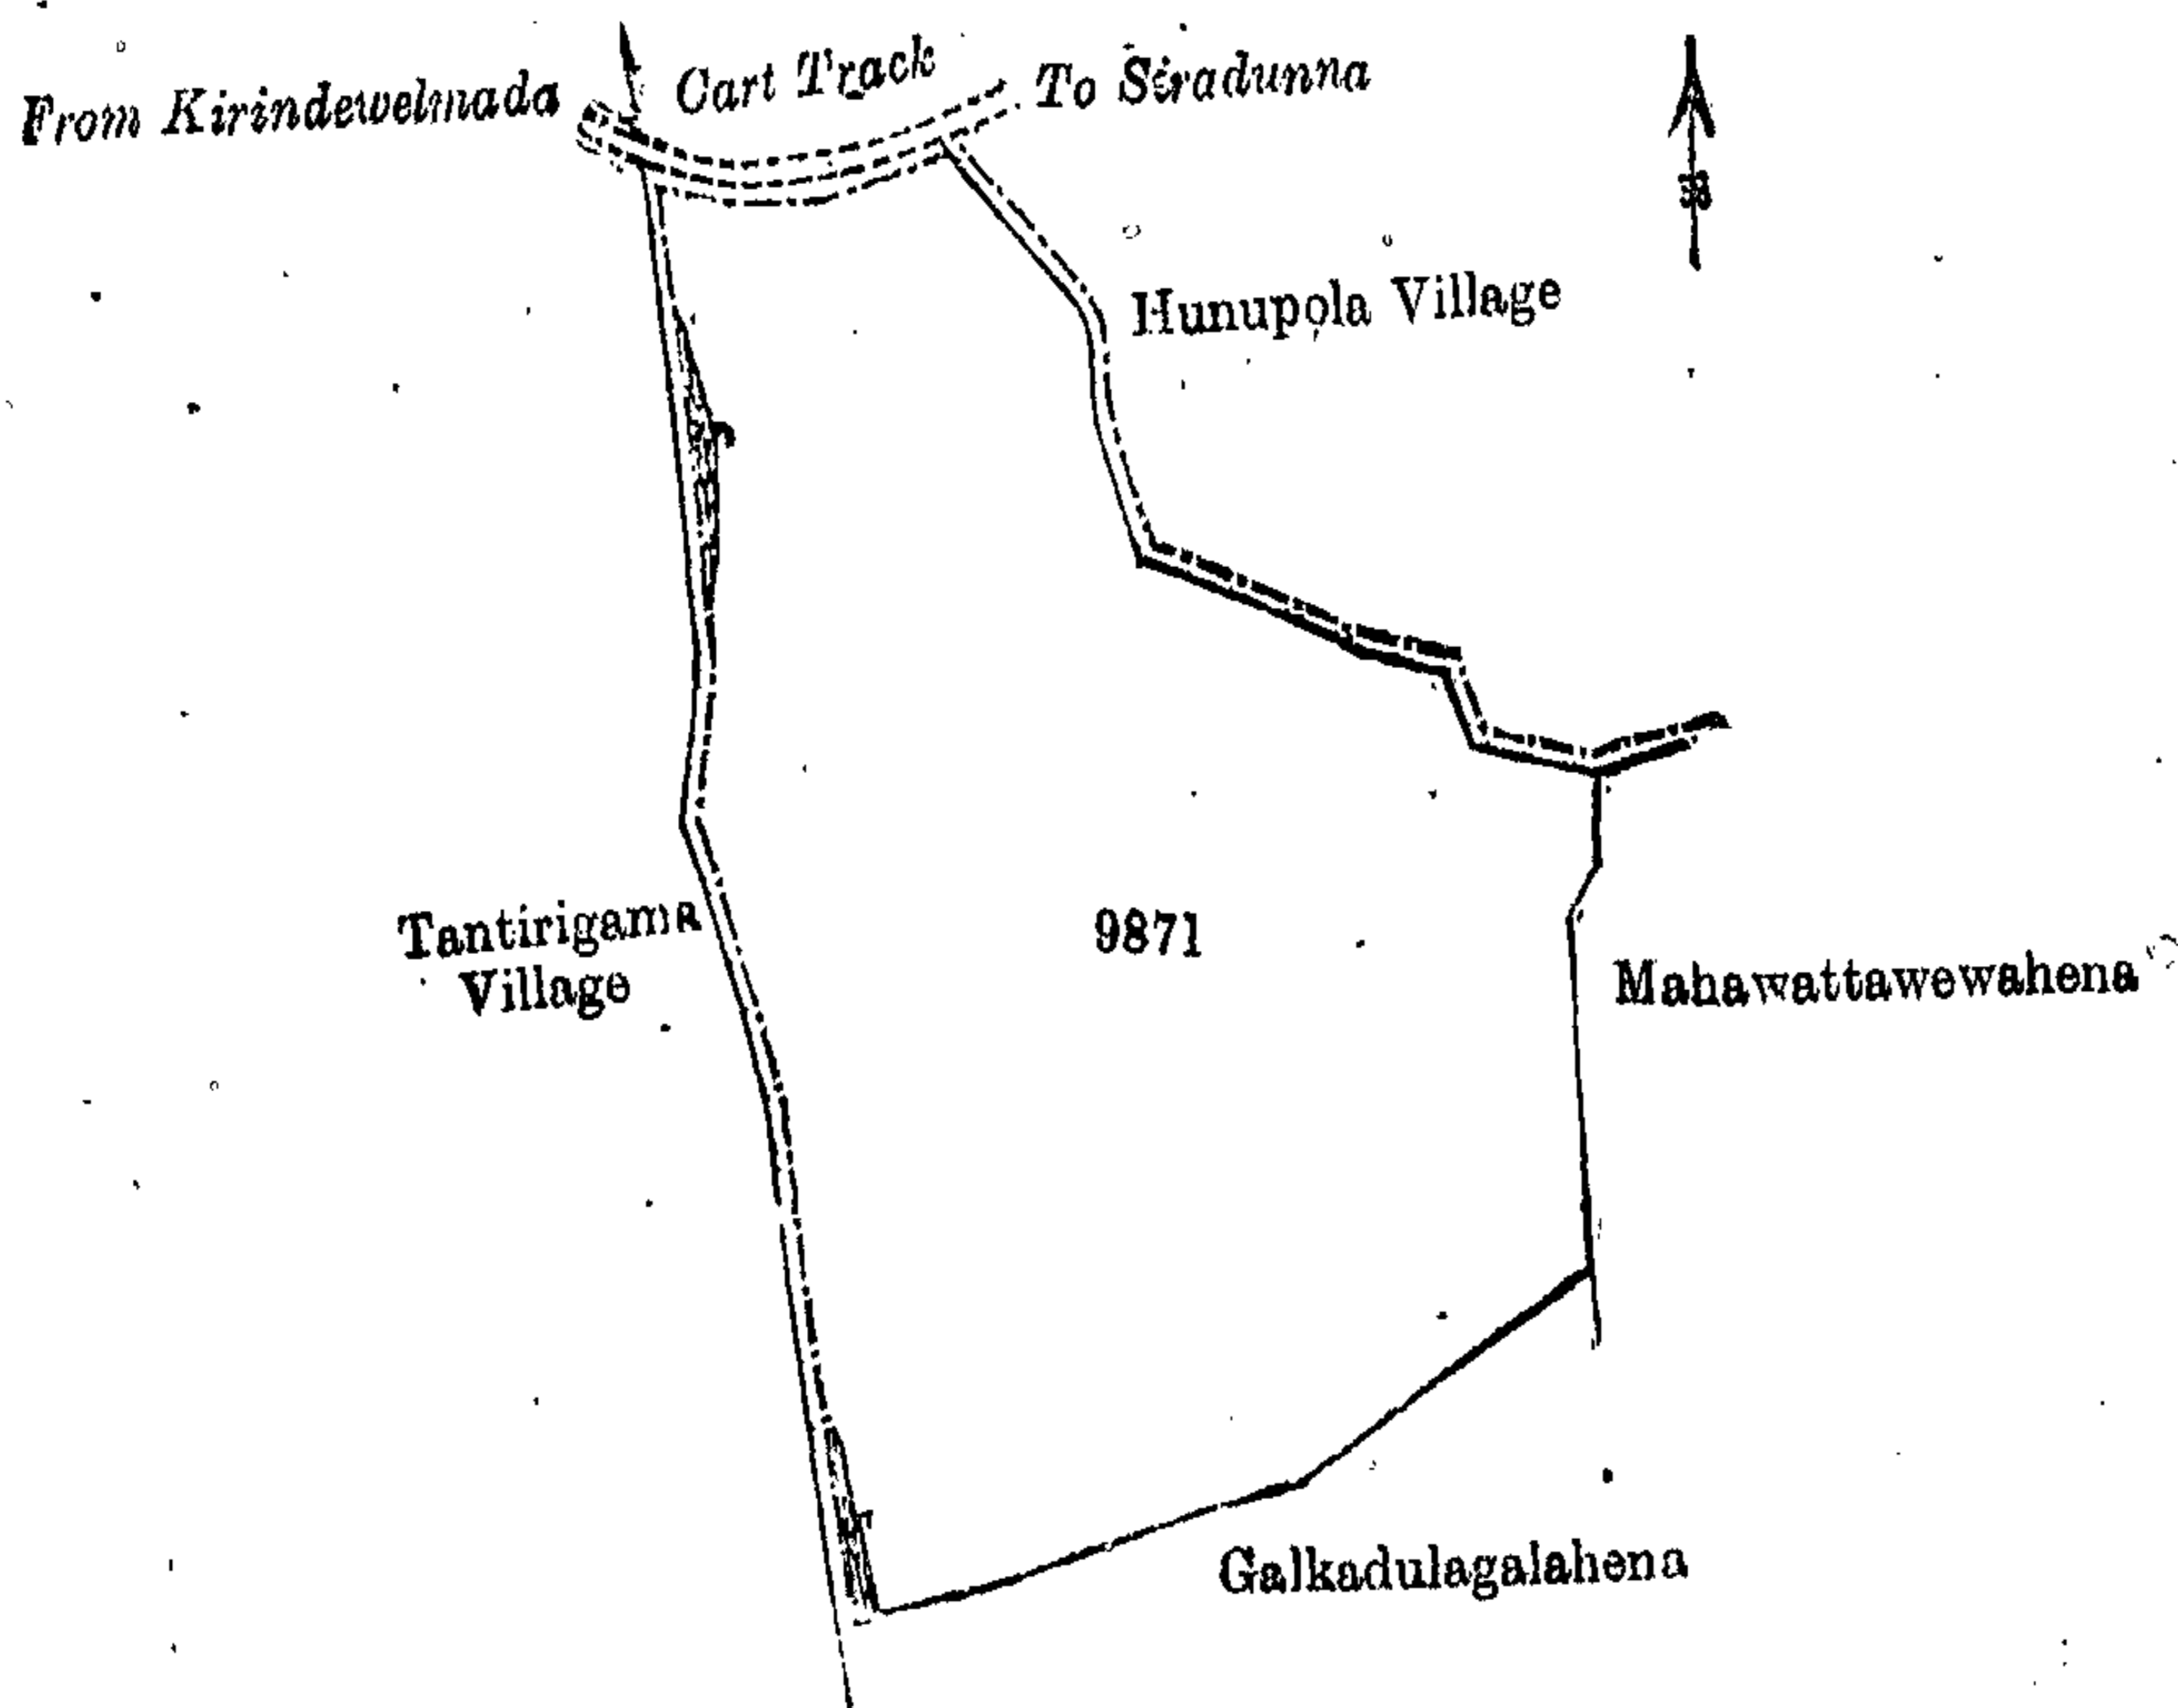 Cart Track
From Kirindewelmada
To Siradunna
Hunupola Village
Tantirigama
Village
9871
Mahawattawewahena
Galkadulagalahena